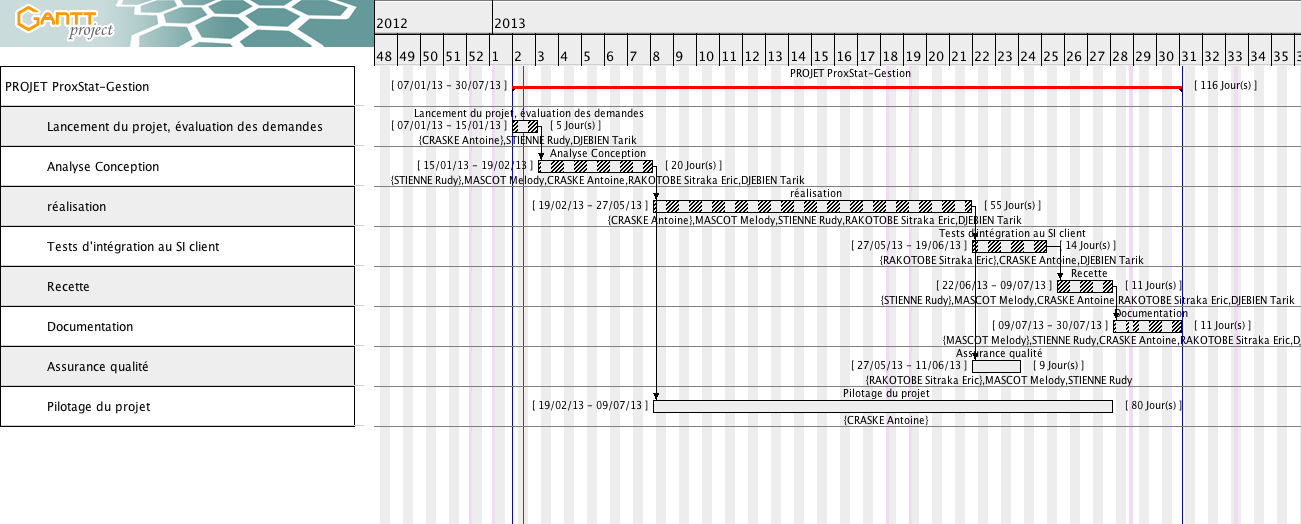 GANTT
project
2012 2013
48 49 50 51 52 1 2 3 4 5 6 7 8 9 10 11 12 13 14 15 16 17 18 19 20 21 22 23 24 25 26 27 28 29 30 31 32 33 34 35
PROJET ProxStat-Gestion
PROJET ProxStat-Gestion
[ 07/01/13 - 30/07/13 ] [ 116 Jour(s) ]
Lancement du projet, évaluation des demandes
Lancement du projet, évaluation des demandes
[ 07/01/13 - 15/01/13 ] [ 5 Jour(s) ]
{CRASKE Antoine},STIENNE Rudy,DJEBIEN Tarik
Analyse Conception
Analyse Conception
[ 15/01/13 - 19/02/13 ] [ 20 Jour(s) ]
{STIENNE Rudy},MASCOT Melody,CRASKE Antoine,RAKOTOBE Sitraka Eric,DJEBIEN Tarik
réalisation
réalisation
[ 19/02/13 - 27/05/13 ] [ 55 Jour(s) ]
{CRASKE Antoine},MASCOT Melody,STIENNE Rudy,RAKOTOBE Sitraka Eric,DJEBIEN Tarik
Tests d'intégration au SI client
Tests d'intégration au SI client
[ 27/05/13 - 19/06/13 ] [ 14 Jour(s) ]
{RAKOTOBE Sitraka Eric},CRASKE Antoine,DJEBIEN Tarik
Recette
Recette
[ 22/06/13 - 09/07/13 ] [ 11 Jour(s) ]
{STIENNE Rudy},MASCOT Melody,CRASKE Antoine,RAKOTOBE Sitraka Eric,DJEBIEN Tarik
Documentation
Documentation
[ 09/07/13 - 30/07/13 ] [ 11 Jour(s) ]
{MASCOT Melody},STIENNE Rudy,CRASKE Antoine,RAKOTOBE Sitraka Eric,D
Assurance qualité
Assurance qualité
[ 27/05/13 - 11/06/13 ] [ 9 Jour(s) ]
{RAKOTOBE Sitraka Eric},MASCOT Melody,STIENNE Rudy
Pilotage du projet
Pilotage du projet
[ 19/02/13 - 09/07/13 ] [ 80 Jour(s) ]
{CRASKE Antoine}